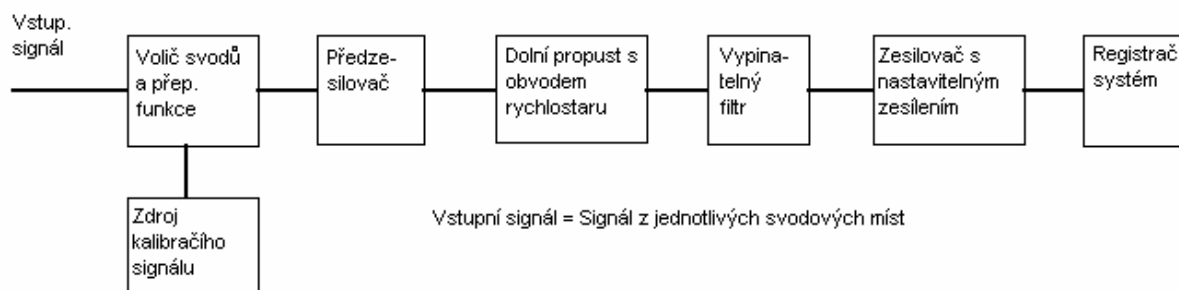 Vstup.
signál
Volič svodů
a přep.
funkce
Předze-
silovač
Dolní propust s
obvodem
rychlostaru
Vypina-
telný
filtr
Zesilovač s
nastavitelným
zesílením
Registrač
systém
Zdroj
kalibračího
signálu
Vstupní signál = Signál z jednotlivých svodových míst